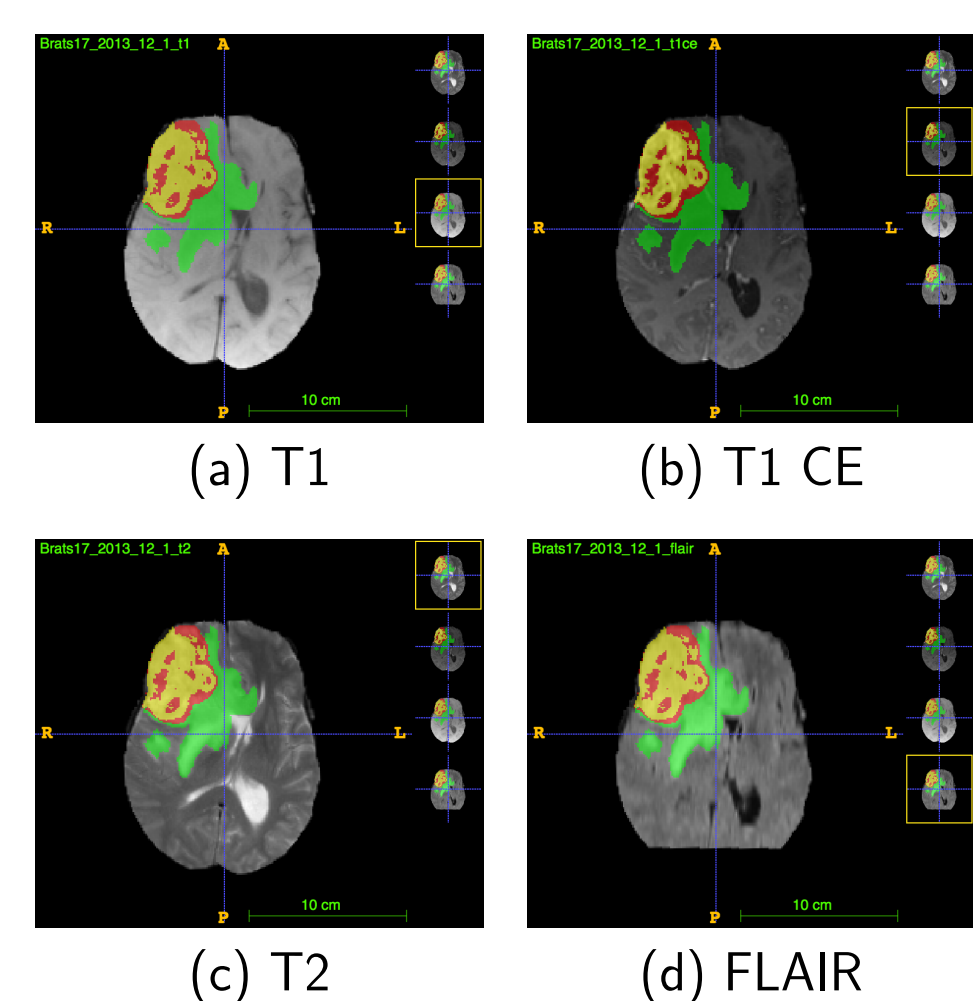 Brats17_2013_12_1_t1 A
R L
P 10 cm
(a) T1
Brats17_2013_12_1_t1ce A
R L
P 10 cm
(b) T1 CE
Brats17_2013_12_1_t2 A
R L
P 10 cm
(c) T2
Brats17_2013_12_1_flair A
R L
P 10 cm
(d) FLAIR